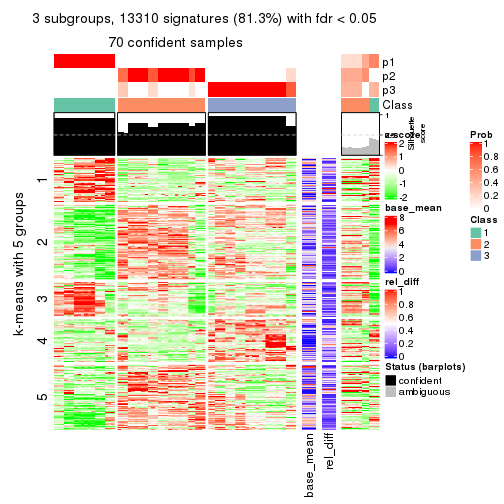 3 subgroups, 13310 signatures (81.3%) with fdr < 0.05
70 confident samples
p1
p2
p3
Class
1
Silhouette
score
k-means with 5 groups
1
2
3
4
5
base_mean
rel_diff
z-score
2
1
0
-1
-2
base_mean
8
6
4
2
0
rel_diff
1
0.8
0.6
0.4
0.2
0
Status (barplots)
confident
ambiguous
Prob
1
0.8
0.6
0.4
0.2
0
Class
1
2
3